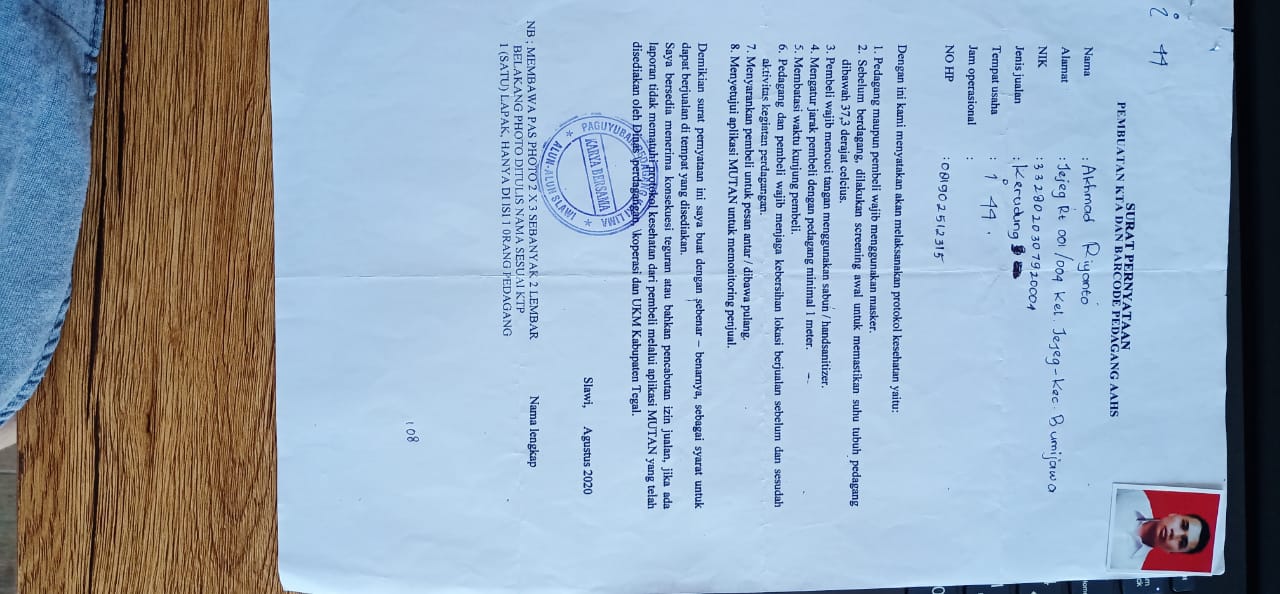 i 44
SURAT PERNYATAAN
PEMBUATAN KTA DAN BARCODE PEDAGANG AAHS
Nama : Akhmad Riyanto
Alamat : Jejeg Rt 001/004 Kel. Jejeg - Kec. Bumijawa
NIK : 3328020307920004
Jenis jualan : Kerudung
Tempat usaha : i 44.
Jam operasional :
NO HP : 081902512315
Dengan ini kami menyatakan akan melaksanakan protokol kesehatan yaitu:
1. Pedagang maupun pembeli wajib menggunakan masker.
2. Sebelum berdagang, dilakukan screening awal untuk memastikan suhu tubuh pedagang
dibawah 37,3 derajat celcius.
3. Pembeli wajib mencuci tangan menggunakan sabun / handsanitizer.
4. Mengatur jarak pembeli dengan pedagang minimal 1 meter.
5. Membatasi waktu kunjung pembeli.
6. Pedagang dan pembeli wajib menjaga kebersihan lokasi berjualan sebelum dan sesudah
aktivitas kegiatan perdagangan.
7. Menyarankan pembeli untuk pesan antar / dibawa pulang.
8. Menyetujui aplikasi MUTAN untuk memonitoring penjual.
Demikian surat pernyataan ini saya buat dengan sebenar – benarnya, sebagai syarat untuk
dapat berjualan di tempat yang disediakan.
Saya bersedia menerima konsekuesi teguran atau bahkan pencabutan izin jualan, jika ada
laporan tidak mematuhi protokol kesehatan dari pembeli melalui aplikasi MUTAN yang telah
disediakan oleh Dinas perdagangan, koperasi dan UKM Kabupaten Tegal.
PAGUYUBAN
KARYA BERSAMA
ALUN-ALUN SLAWI
Slawi, Agustus 2020
Nama lengkap
NB : MEMBAWA PAS PHOTO 2 X 3 SEBANYAK 2 LEMBAR
BELAKANG PHOTO DITULIS NAMA SESUAI KTP
1 (SATU) LAPAK, HANYA DI ISI 1 0RANG PEDAGANG
108